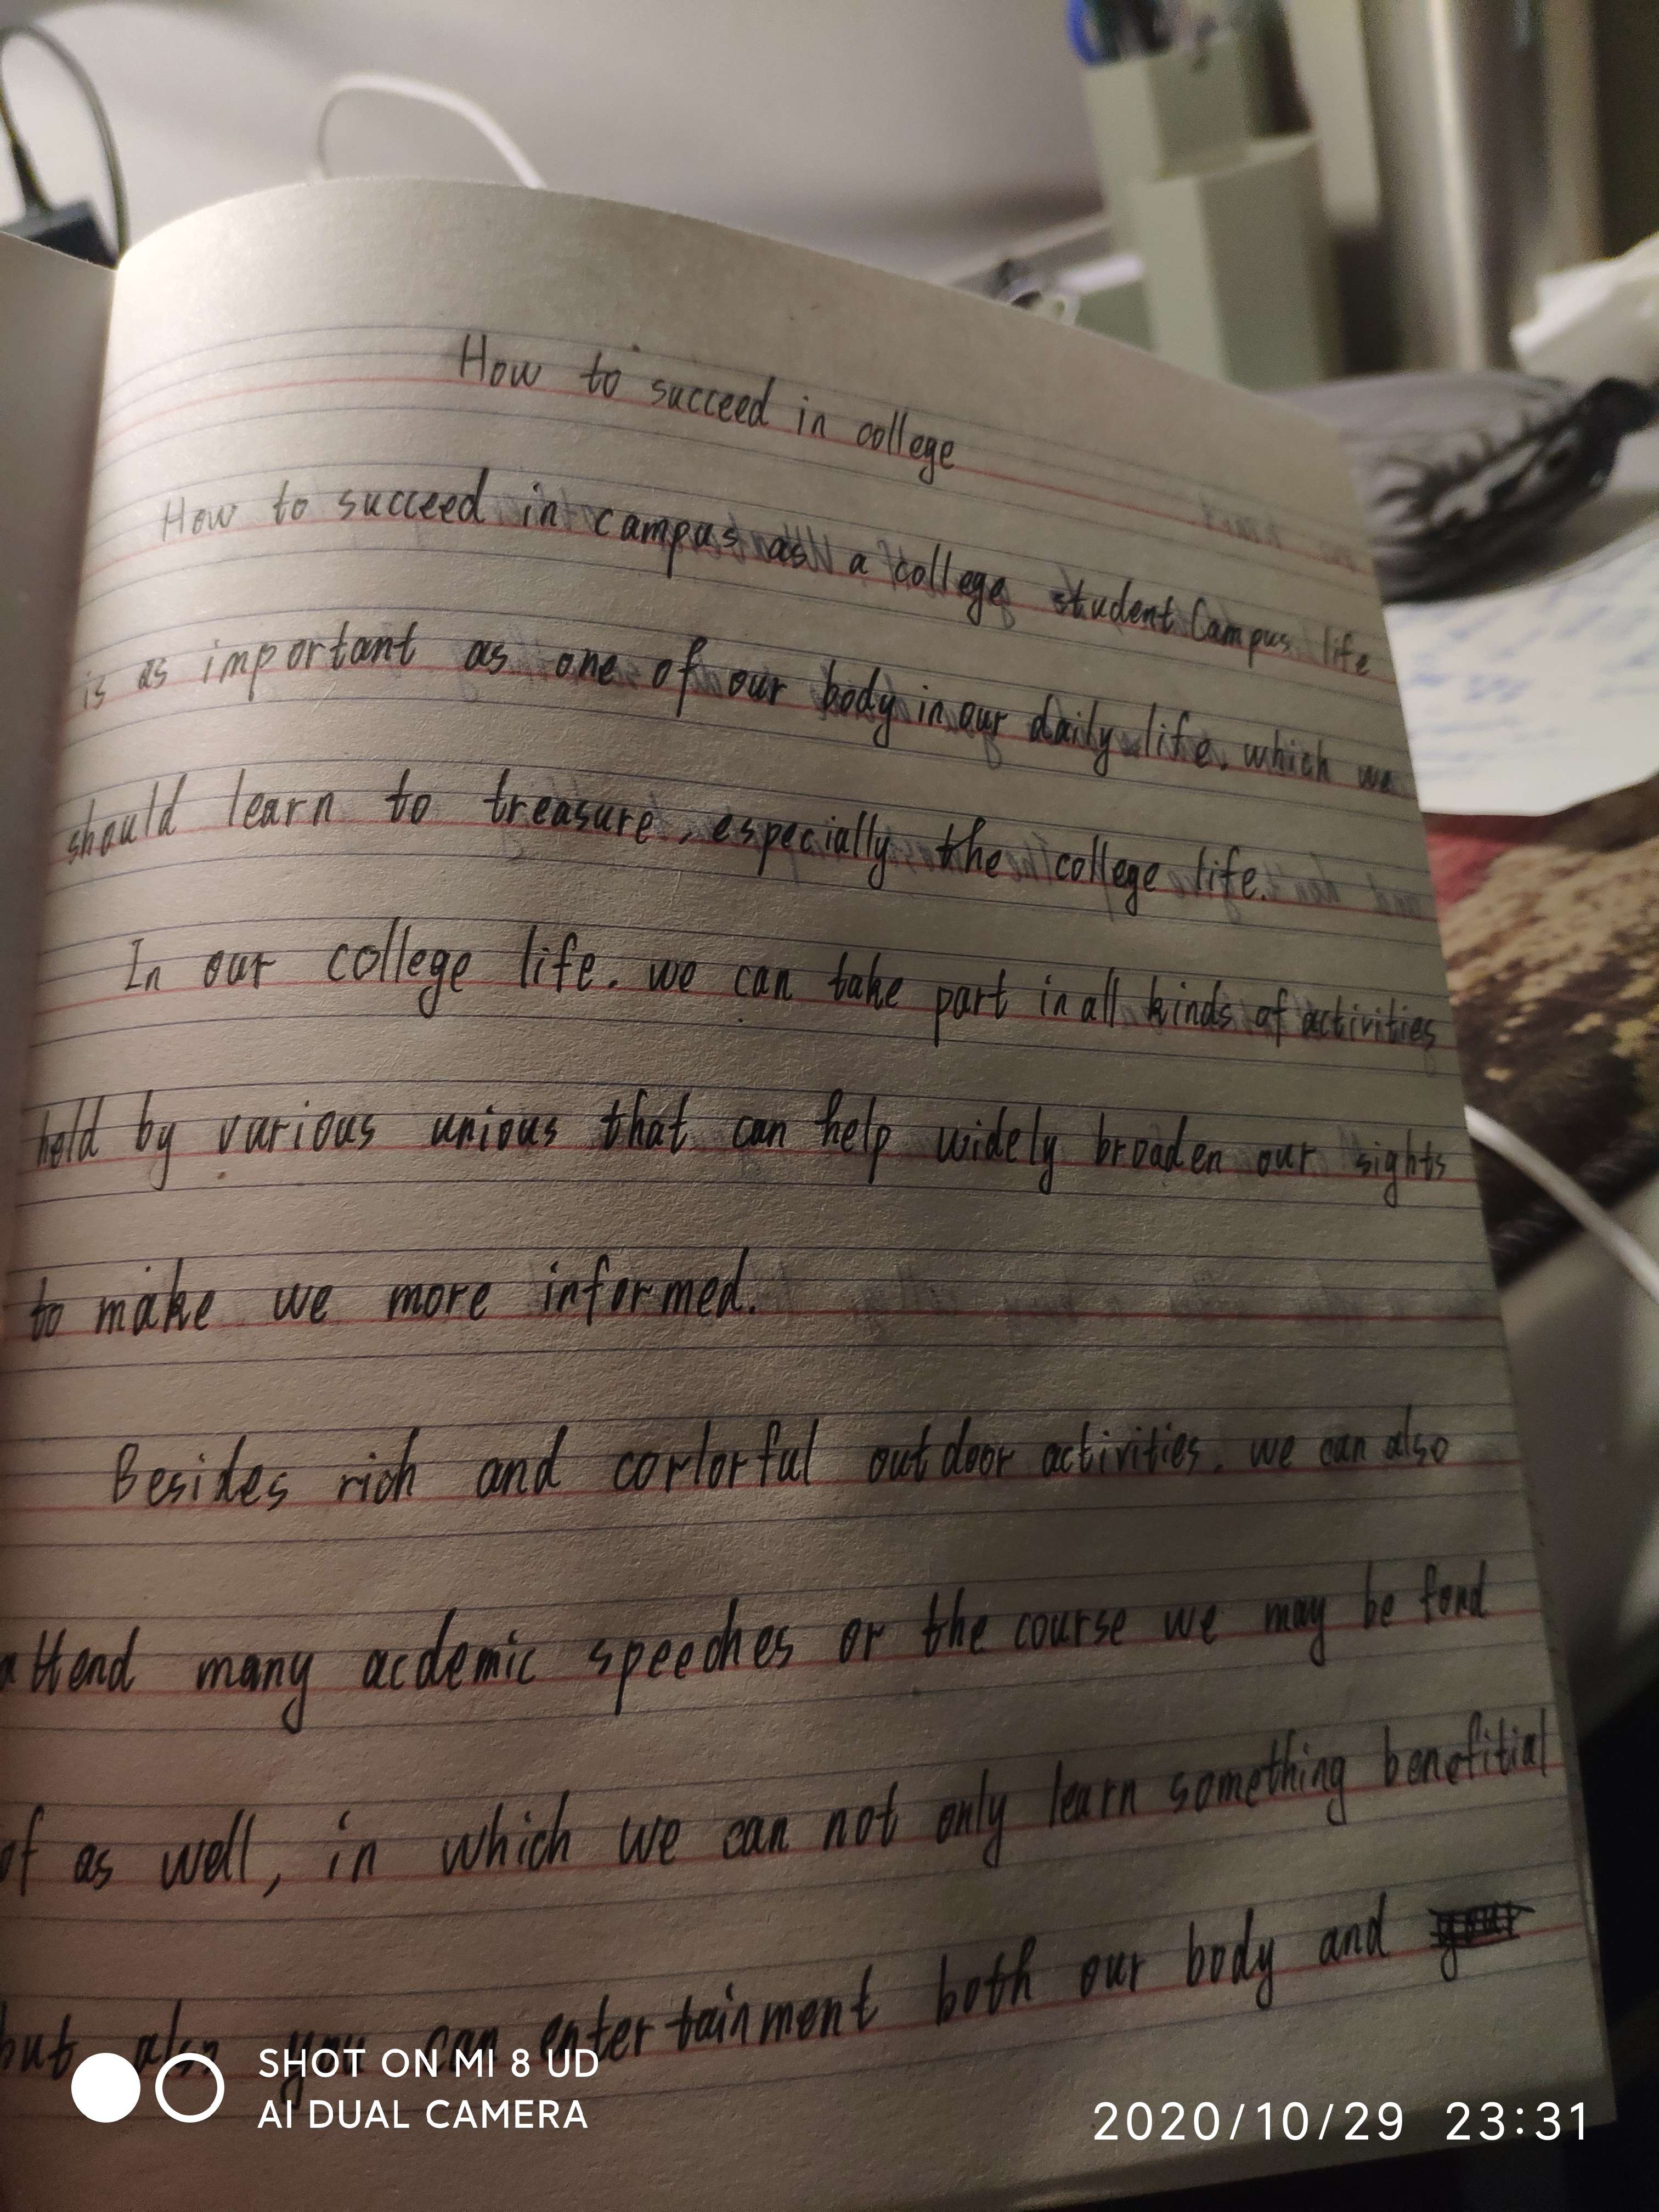 How to succeed in college
How to succeed in campus as a college student. Campus life
is as important as one of our body in our daily life. which we
should learn to treasure, especially the college life.
In our college life. we can take part in all kinds of activities
held by various unious that can help widely broaden our sights
to make we more informed.
Besides rich and corlorful outdoor activities. we can also
attend many acdemic speeches or the course we may be fond
of as well, in which we can not only learn something benefitial
but also you can entertainment both our body and
SHOT ON MI 8 UD
AI DUAL CAMERA
2020/10/29 23:31